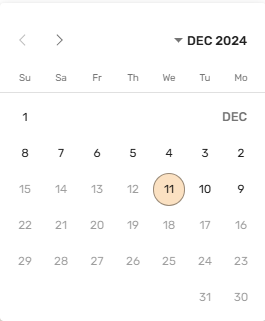 DEC 2024
Su Sa Fr Th We Tu Mo
1 DEC
8 7 6 5 4 3 2
15 14 13 12 11 10 9
22 21 20 19 18 17 16
29 28 27 26 25 24 23
31 30